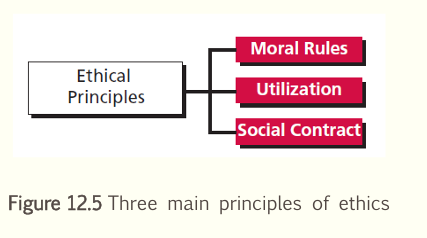 Ethical
Principles
Moral Rules
Utilization
Social Contract
Figure 12.5 Three main principles of ethics